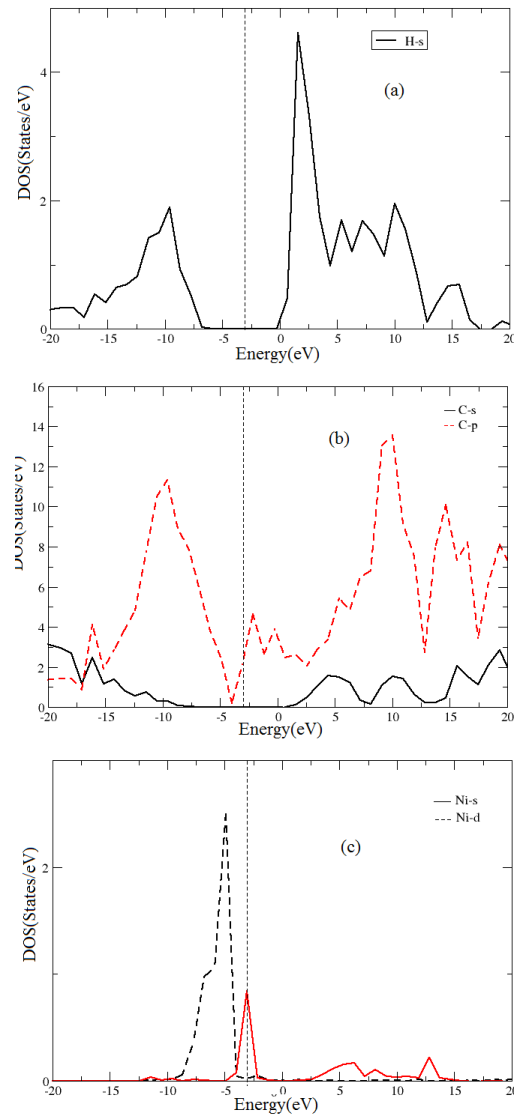 4
2
0
DOS(States/eV)
H-s
(a)
-20 -15 -10 -5 0 5 10 15 20
Energy(eV)
16
14
12
10
8
6
4
2
0
DOS(States/eV)
C-s
C-p
(b)
-20 -15 -10 -5 0 5 10 15 20
Energy(eV)
2
0
DOS(States/eV)
Ni-s
Ni-d
(c)
-20 -15 -10 -5 0 5 10 15 20
Energy(eV)